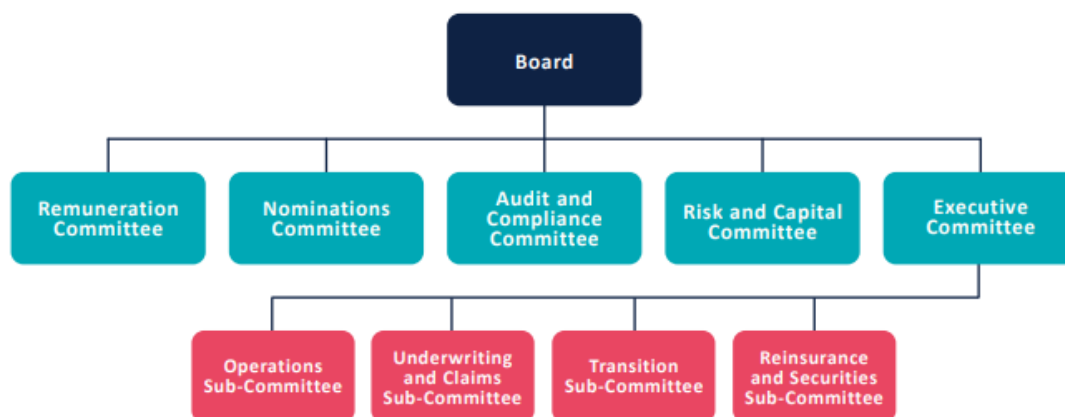 Board
Remuneration
Committee
Nominations
Committee
Audit and
Compliance
Committee
Risk and Capital
Committee
Executive
Committee
Operations
Sub-Committee
Underwriting
and Claims
Sub-Committee
Transition
Sub-Committee
Reinsurance
and Securities
Sub-Committee